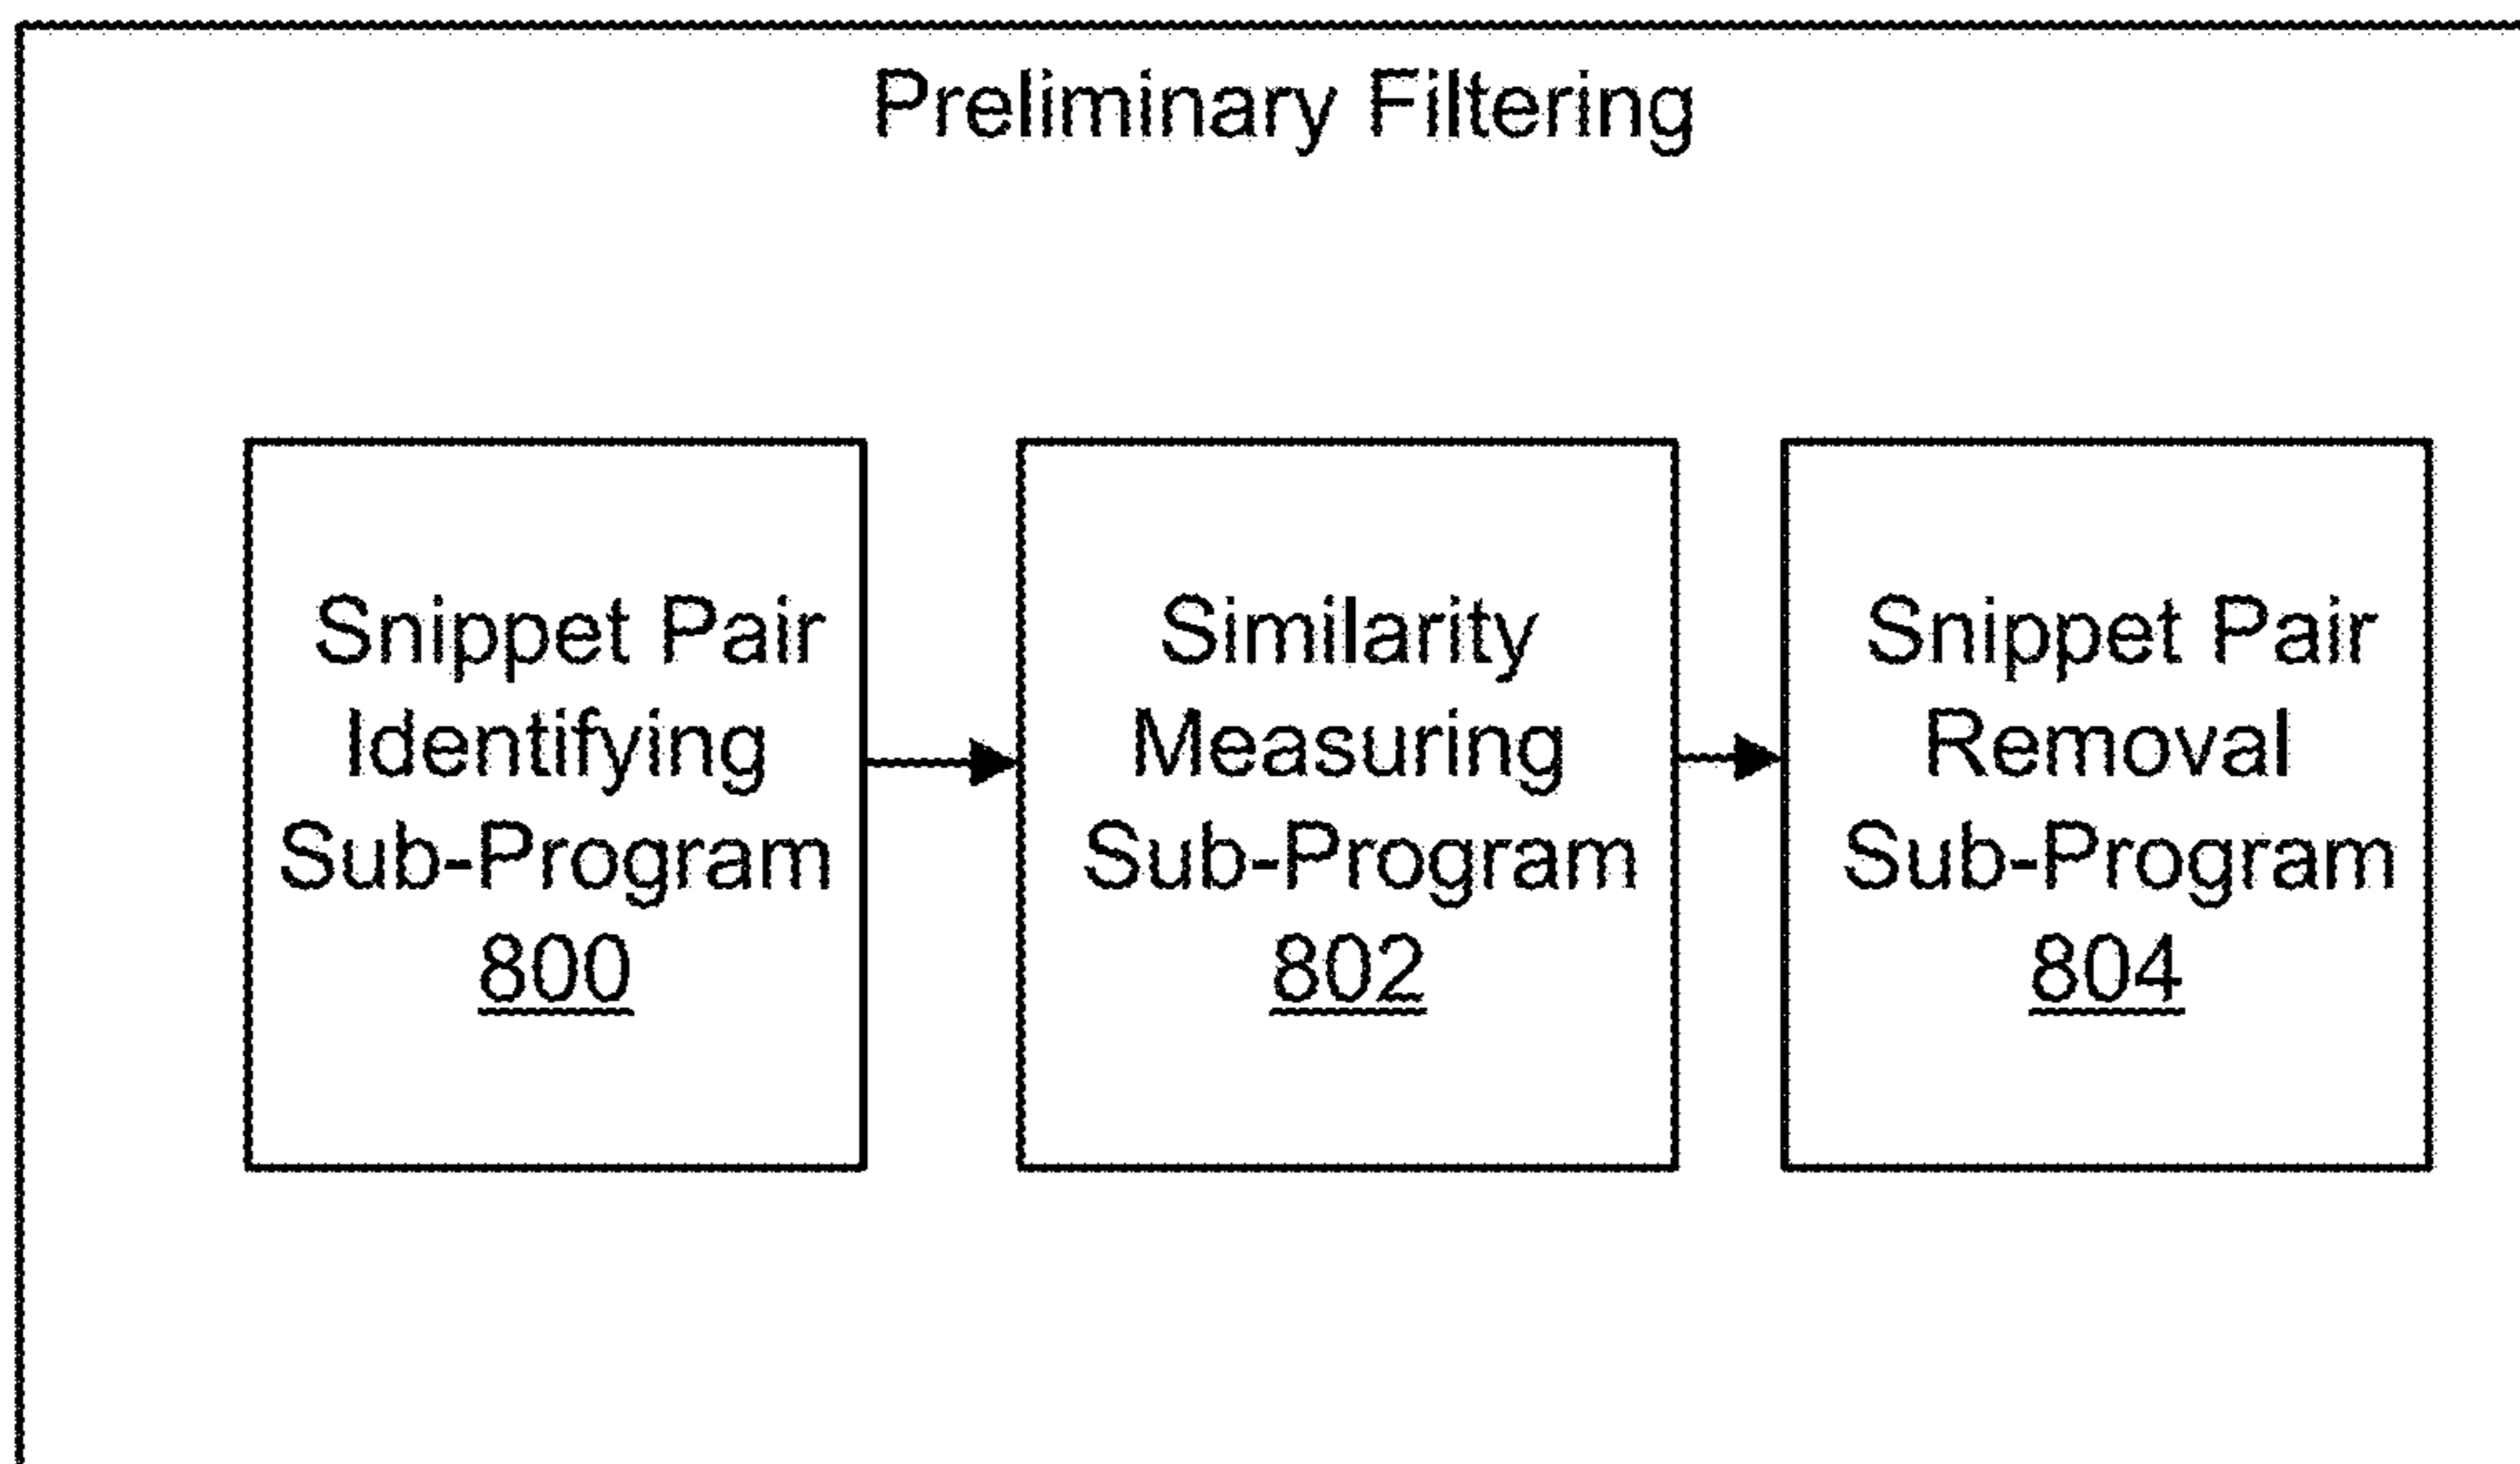 Preliminary Filtering
Snippet Pair
Identifying
Sub-Program
800
Similarity
Measuring
Sub-Program
802
Snippet Pair
Removal
Sub-Program
804